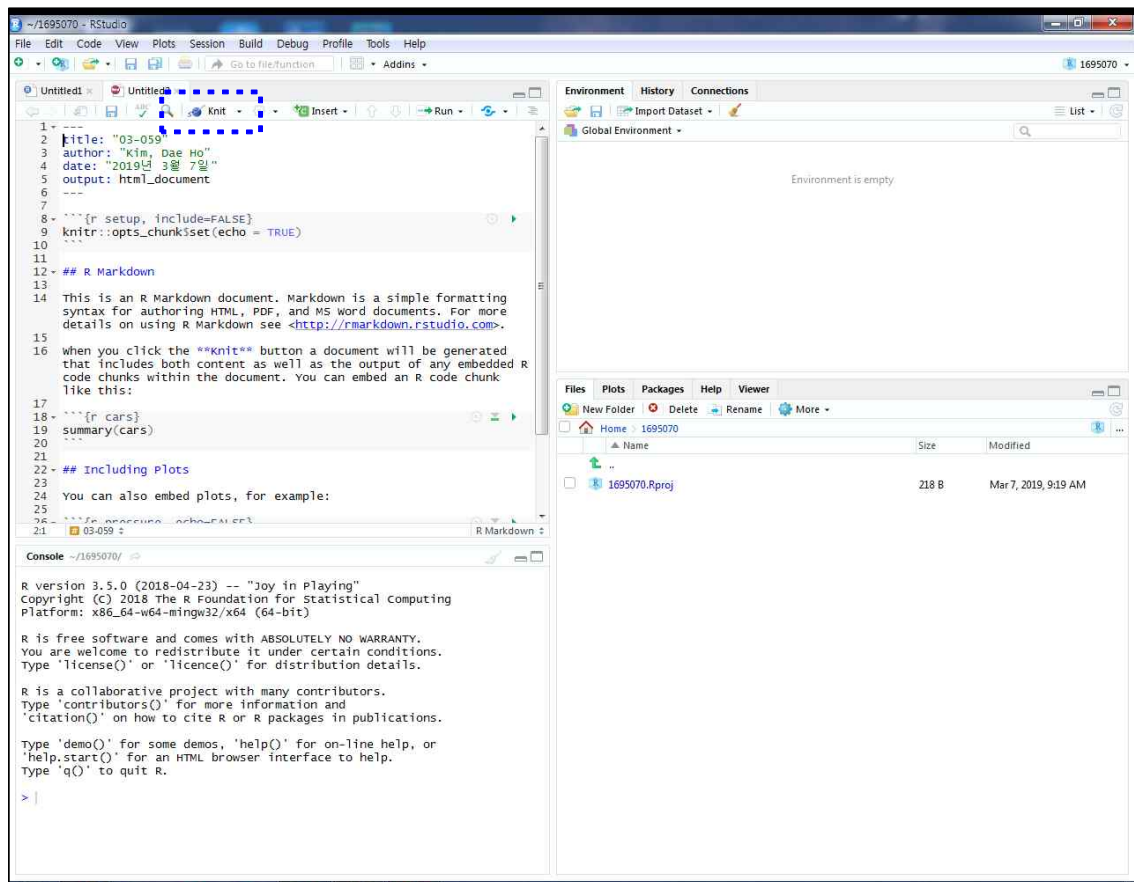 ~/1695070 - RStudio
File Edit Code View Plots Session Build Debug Profile Tools Help
Go to file/function Addins 1695070
Untitled1
Knit Insert Run
1 ---
2 title: "03-059"
3 author: "Kim, Dae Ho"
4 date: "2019년 3월 7일"
5 output: html_document
6 ---
7
8 ```{r setup, include=FALSE}
9 knitr::opts_chunk$set(echo = TRUE)
10 ```
11
12 ## R Markdown
13
14 This is an R Markdown document. Markdown is a simple formatting
syntax for authoring HTML, PDF, and MS Word documents. For more
details on using R Markdown see <http://rmarkdown.rstudio.com>.
15
16 When you click the **Knit** button a document will be generated
that includes both content as well as the output of any embedded R
code chunks within the document. You can embed an R code chunk
like this:
17
18 ```{r cars}
19 summary(cars)
20 ```
21
22 ## Including Plots
23
24 You can also embed plots, for example:
25
26 ```{r pressure, echo=FALSE}
2:1 03-059 R Markdown
Console ~/1695070/
R version 3.5.0 (2018-04-23) -- "Joy in Playing"
Copyright (C) 2018 The R Foundation for Statistical Computing
Platform: x86_64-w64-mingw32/x64 (64-bit)
R is free software and comes with ABSOLUTELY NO WARRANTY.
You are welcome to redistribute it under certain conditions.
Type 'license()' or 'licence()' for distribution details.
R is a collaborative project with many contributors.
Type 'contributors()' for more information and
'citation()' on how to cite R or R packages in publications.
Type 'demo()' for some demos, 'help()' for on-line help, or
'help.start()' for an HTML browser interface to help.
Type 'q()' to quit R.
>
Environment History Connections
Import Dataset List
Global Environment
Environment is empty
Files Plots Packages Help Viewer
New Folder Delete Rename More
Home 1695070 ...
Name Size Modified
..
1695070.Rproj 218 B Mar 7, 2019, 9:19 AM